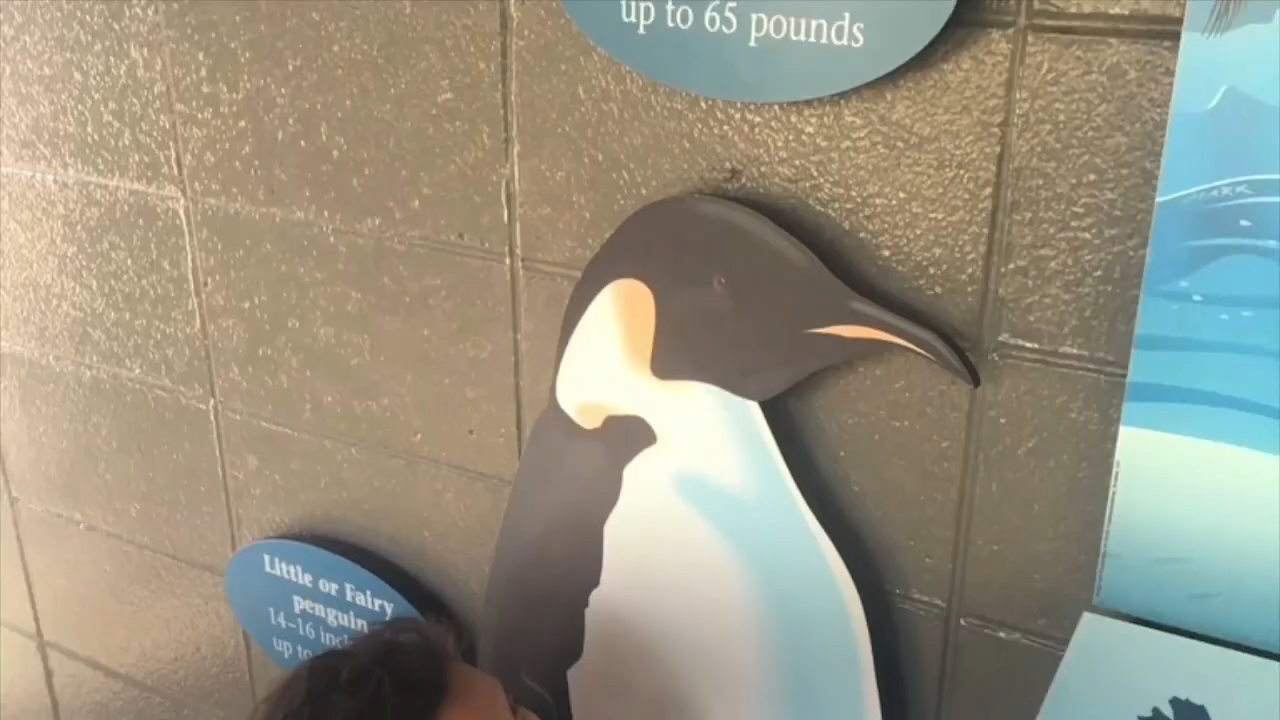 up to 65 pounds
Little or Fairy
penguin
14-16
up to